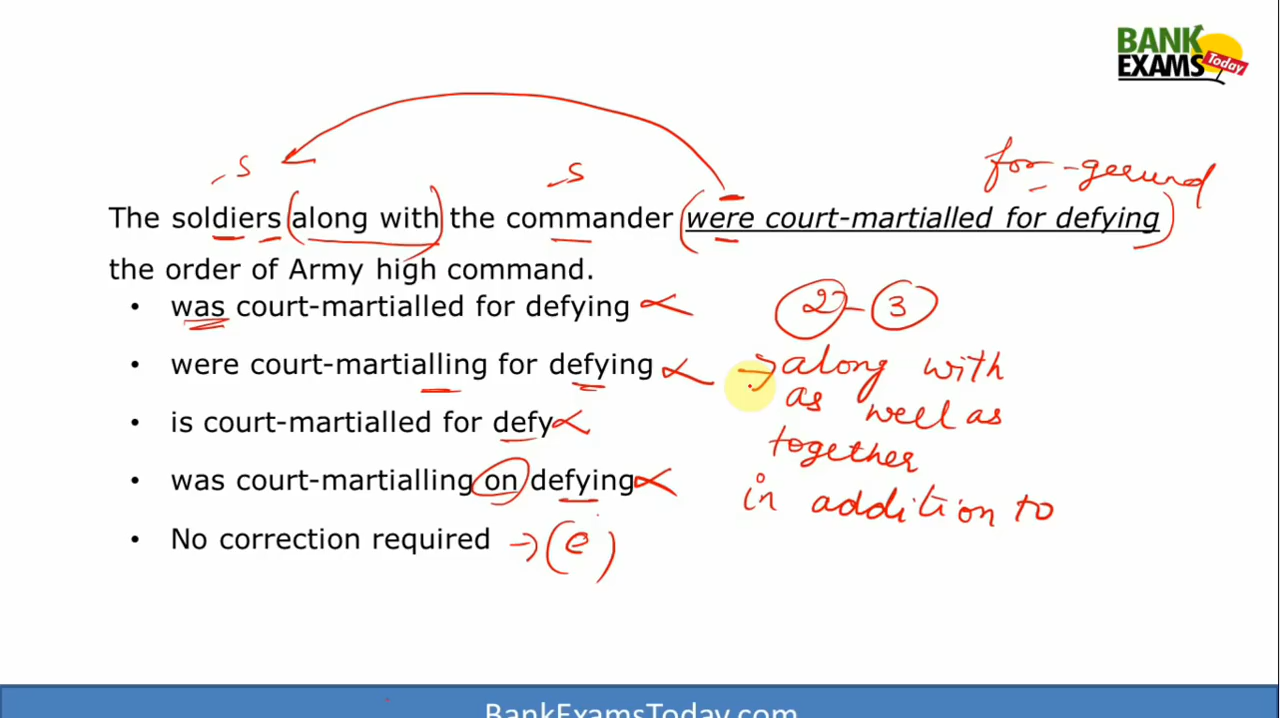 BANK
EXAMS Today
for - gerund
S
S
The soldiers (along with) the commander (were court-martialled for defying)
the order of Army high command.
• was court-martialled for defying
2 - 3
• were court-martialling for defying
→ along with
as well as
• is court-martialled for defy
together
• was court-martialling on defying
in addition to
• No correction required → (e)
BankExamsToday.com